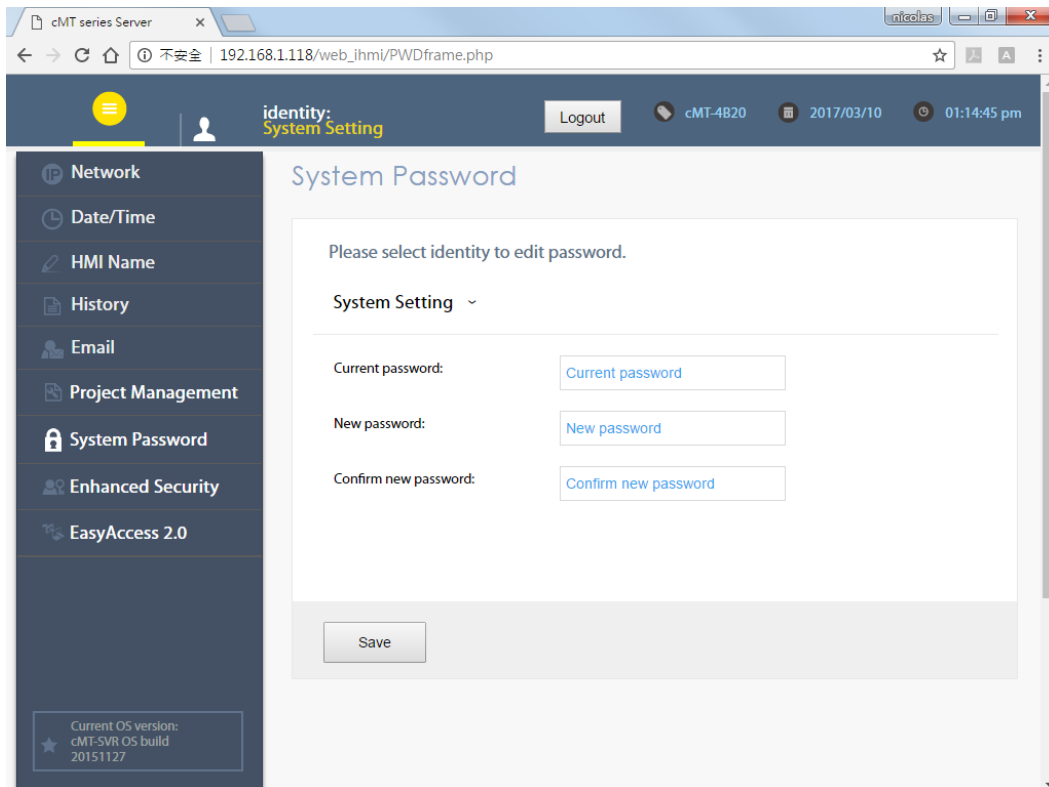 cMT series Server
nicolas
不安全 | 192.168.1.118/web_ihmi/PWDframe.php
identity:
System Setting
Logout
cMT-4B20
2017/03/10
01:14:45 pm
IP Network
Date/Time
HMI Name
History
Email
Project Management
System Password
Enhanced Security
EasyAccess 2.0
Current OS version:
cMT-SVR OS build
20151127
System Password
Please select identity to edit password.
System Setting
Current password:
Current password
New password:
New password
Confirm new password:
Confirm new password
Save